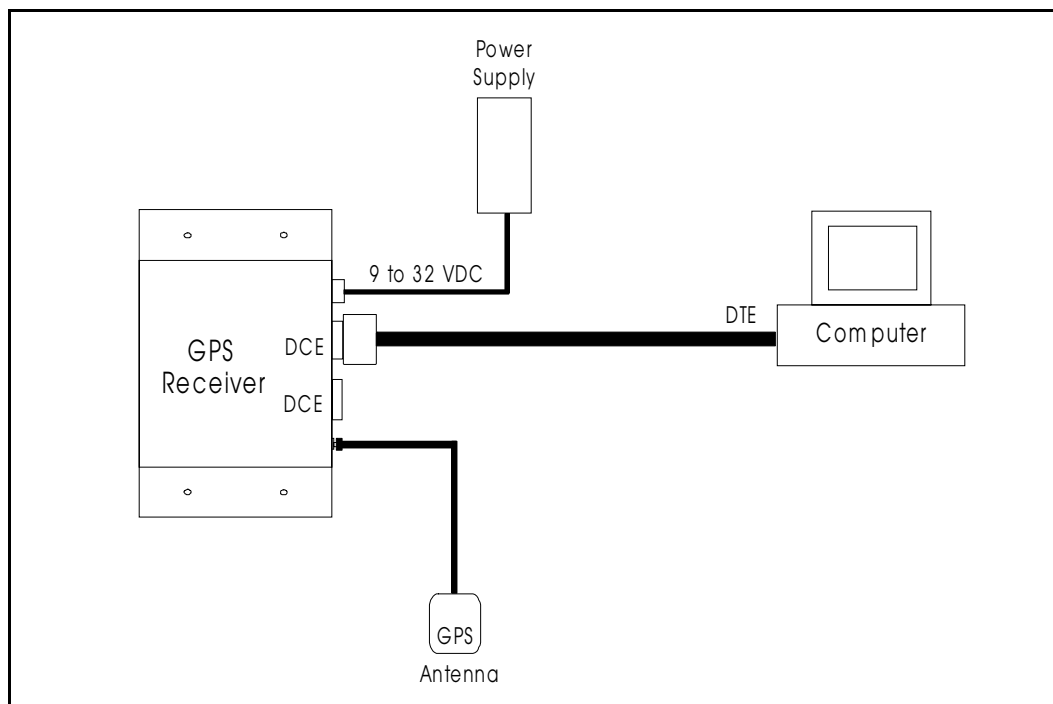 Power
Supply
9 to 32 VDC
DTE
Computer
GPS
Receiver
DCE
DCE
GPS
Antenna